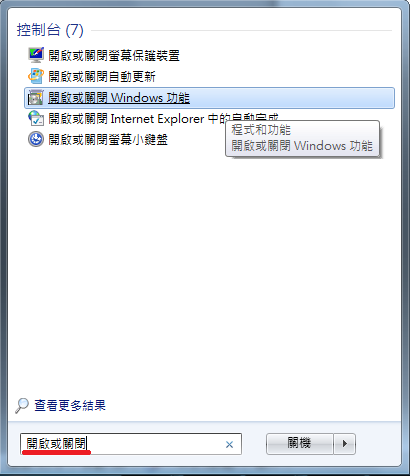 控制台 (7)
開啟或關閉螢幕保護裝置
開啟或關閉自動更新
開啟或關閉 Windows 功能
開啟或關閉 Internet Explorer 中的自動完成
程式和功能
開啟或關閉 Windows 功能
開啟或關閉螢幕小鍵盤
查看更多結果
開啟或關閉
關機